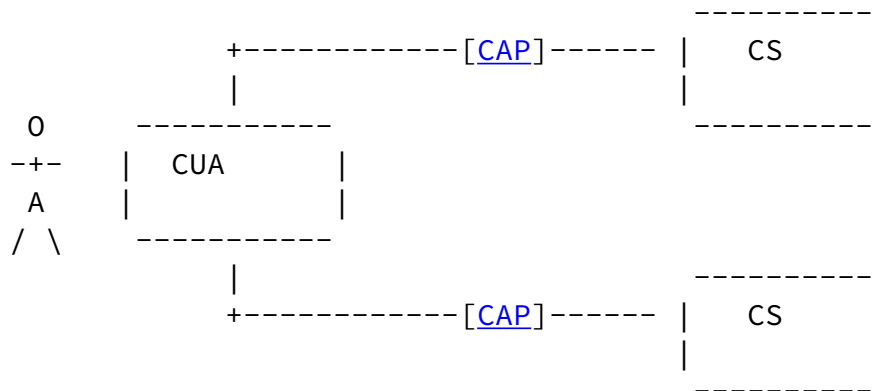 ----------
               +------------[CAP]------ |    CS
               |                        |
  O      -----------                      ----------
 -+-    |   CUA      |
  A     |            |
 / \     -----------
               |                          ----------
               +------------[CAP]------ |    CS
                                        |
                                          ----------